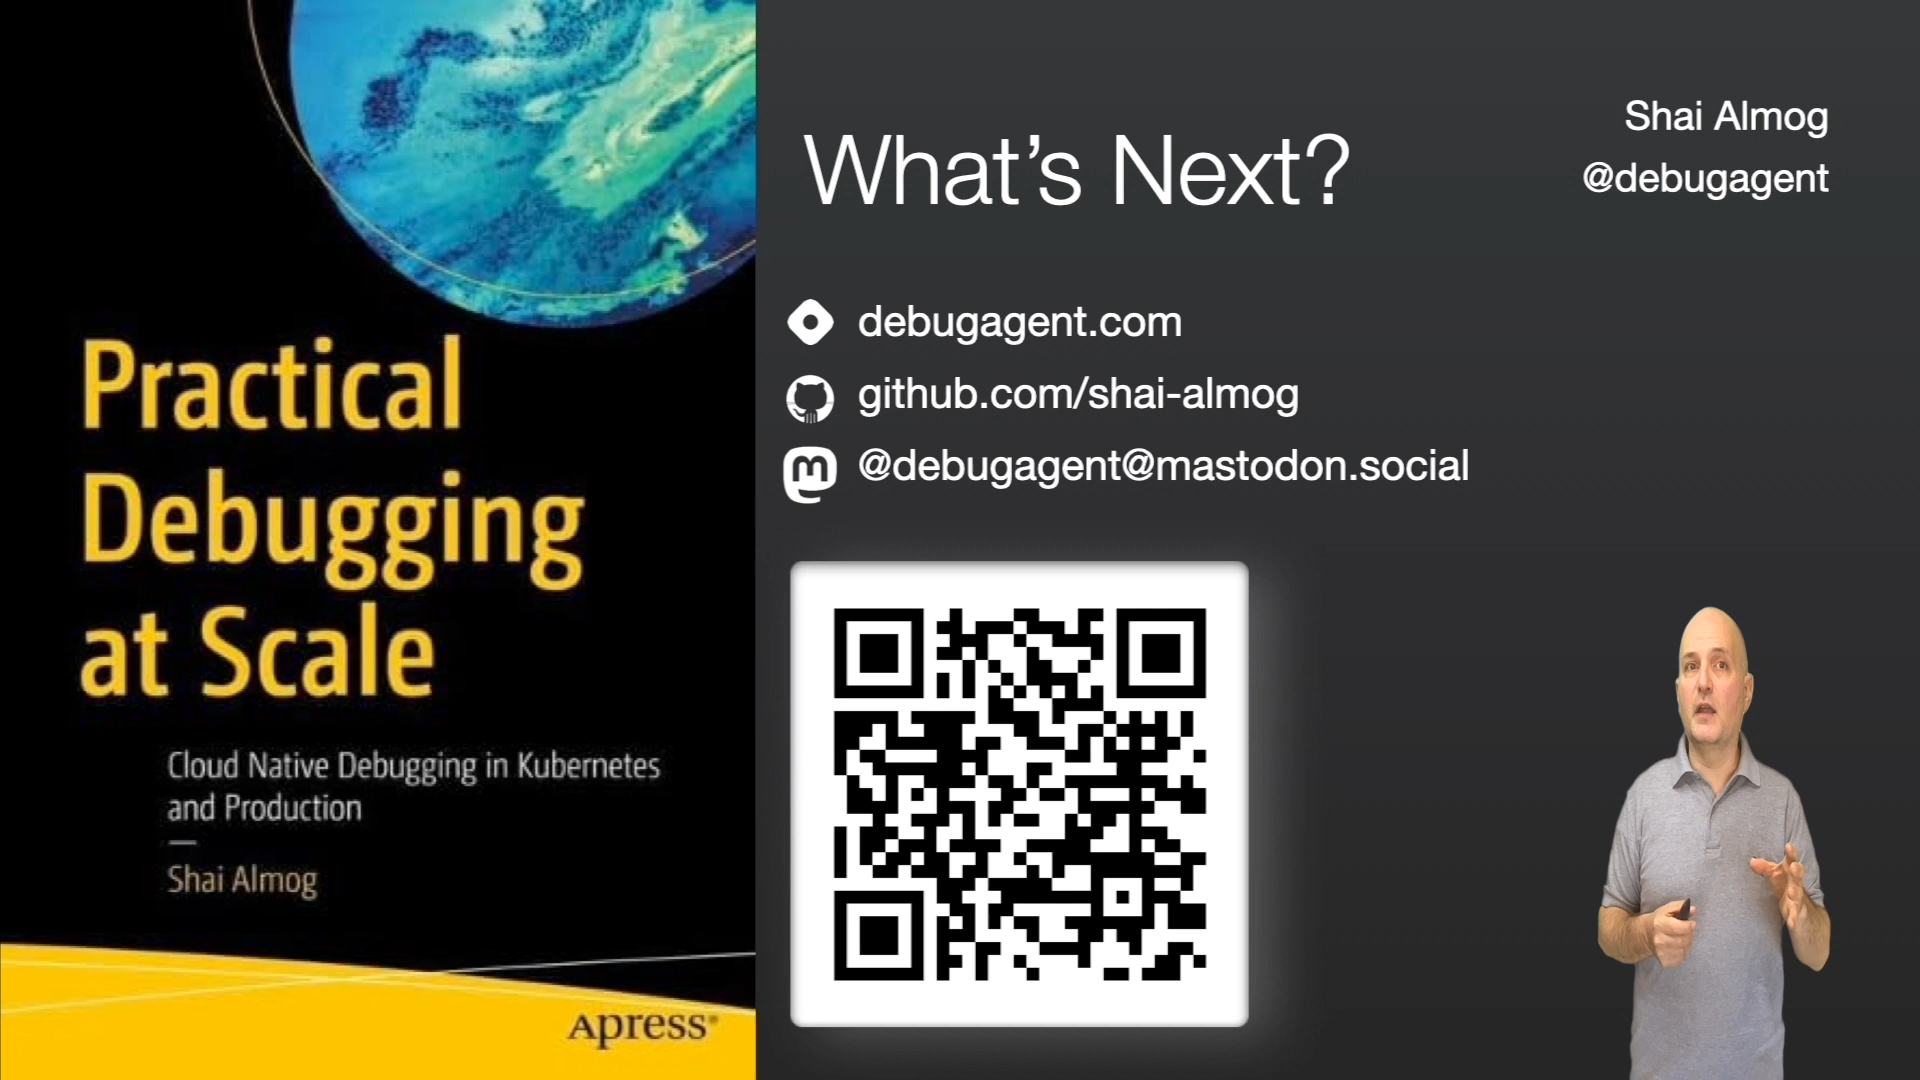 Practical
Debugging
at Scale
Cloud Native Debugging in Kubernetes
and Production
Shai Almog
Apress®
What’s Next?
Shai Almog
@debugagent
debugagent.com
github.com/shai-almog
@debugagent@mastodon.social